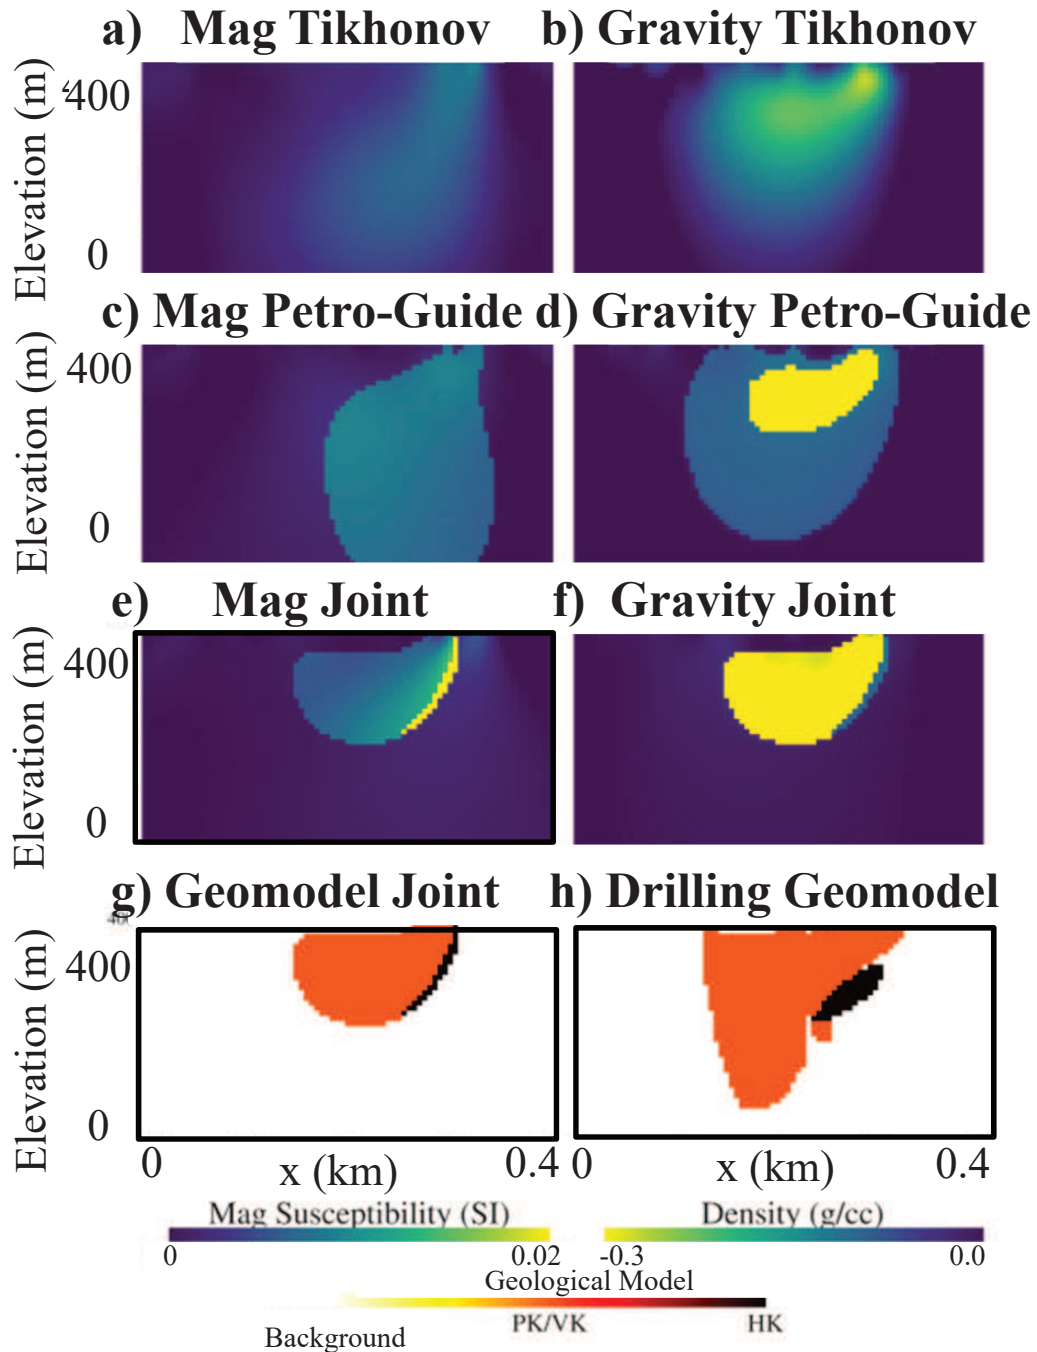 a) Mag Tikhonov b) Gravity Tikhonov
Elevation (m)
400
0
c) Mag Petro-Guide d) Gravity Petro-Guide
Elevation (m)
400
0
e) Mag Joint f) Gravity Joint
Elevation (m)
400
0
g) Geomodel Joint h) Drilling Geomodel
Elevation (m)
400
0
0 x (km) 0.4 0 x (km) 0.4
Mag Susceptibility (SI) Density (g/cc)
0 0.02 -0.3 0.0
Geological Model
PK/VK HK
Background